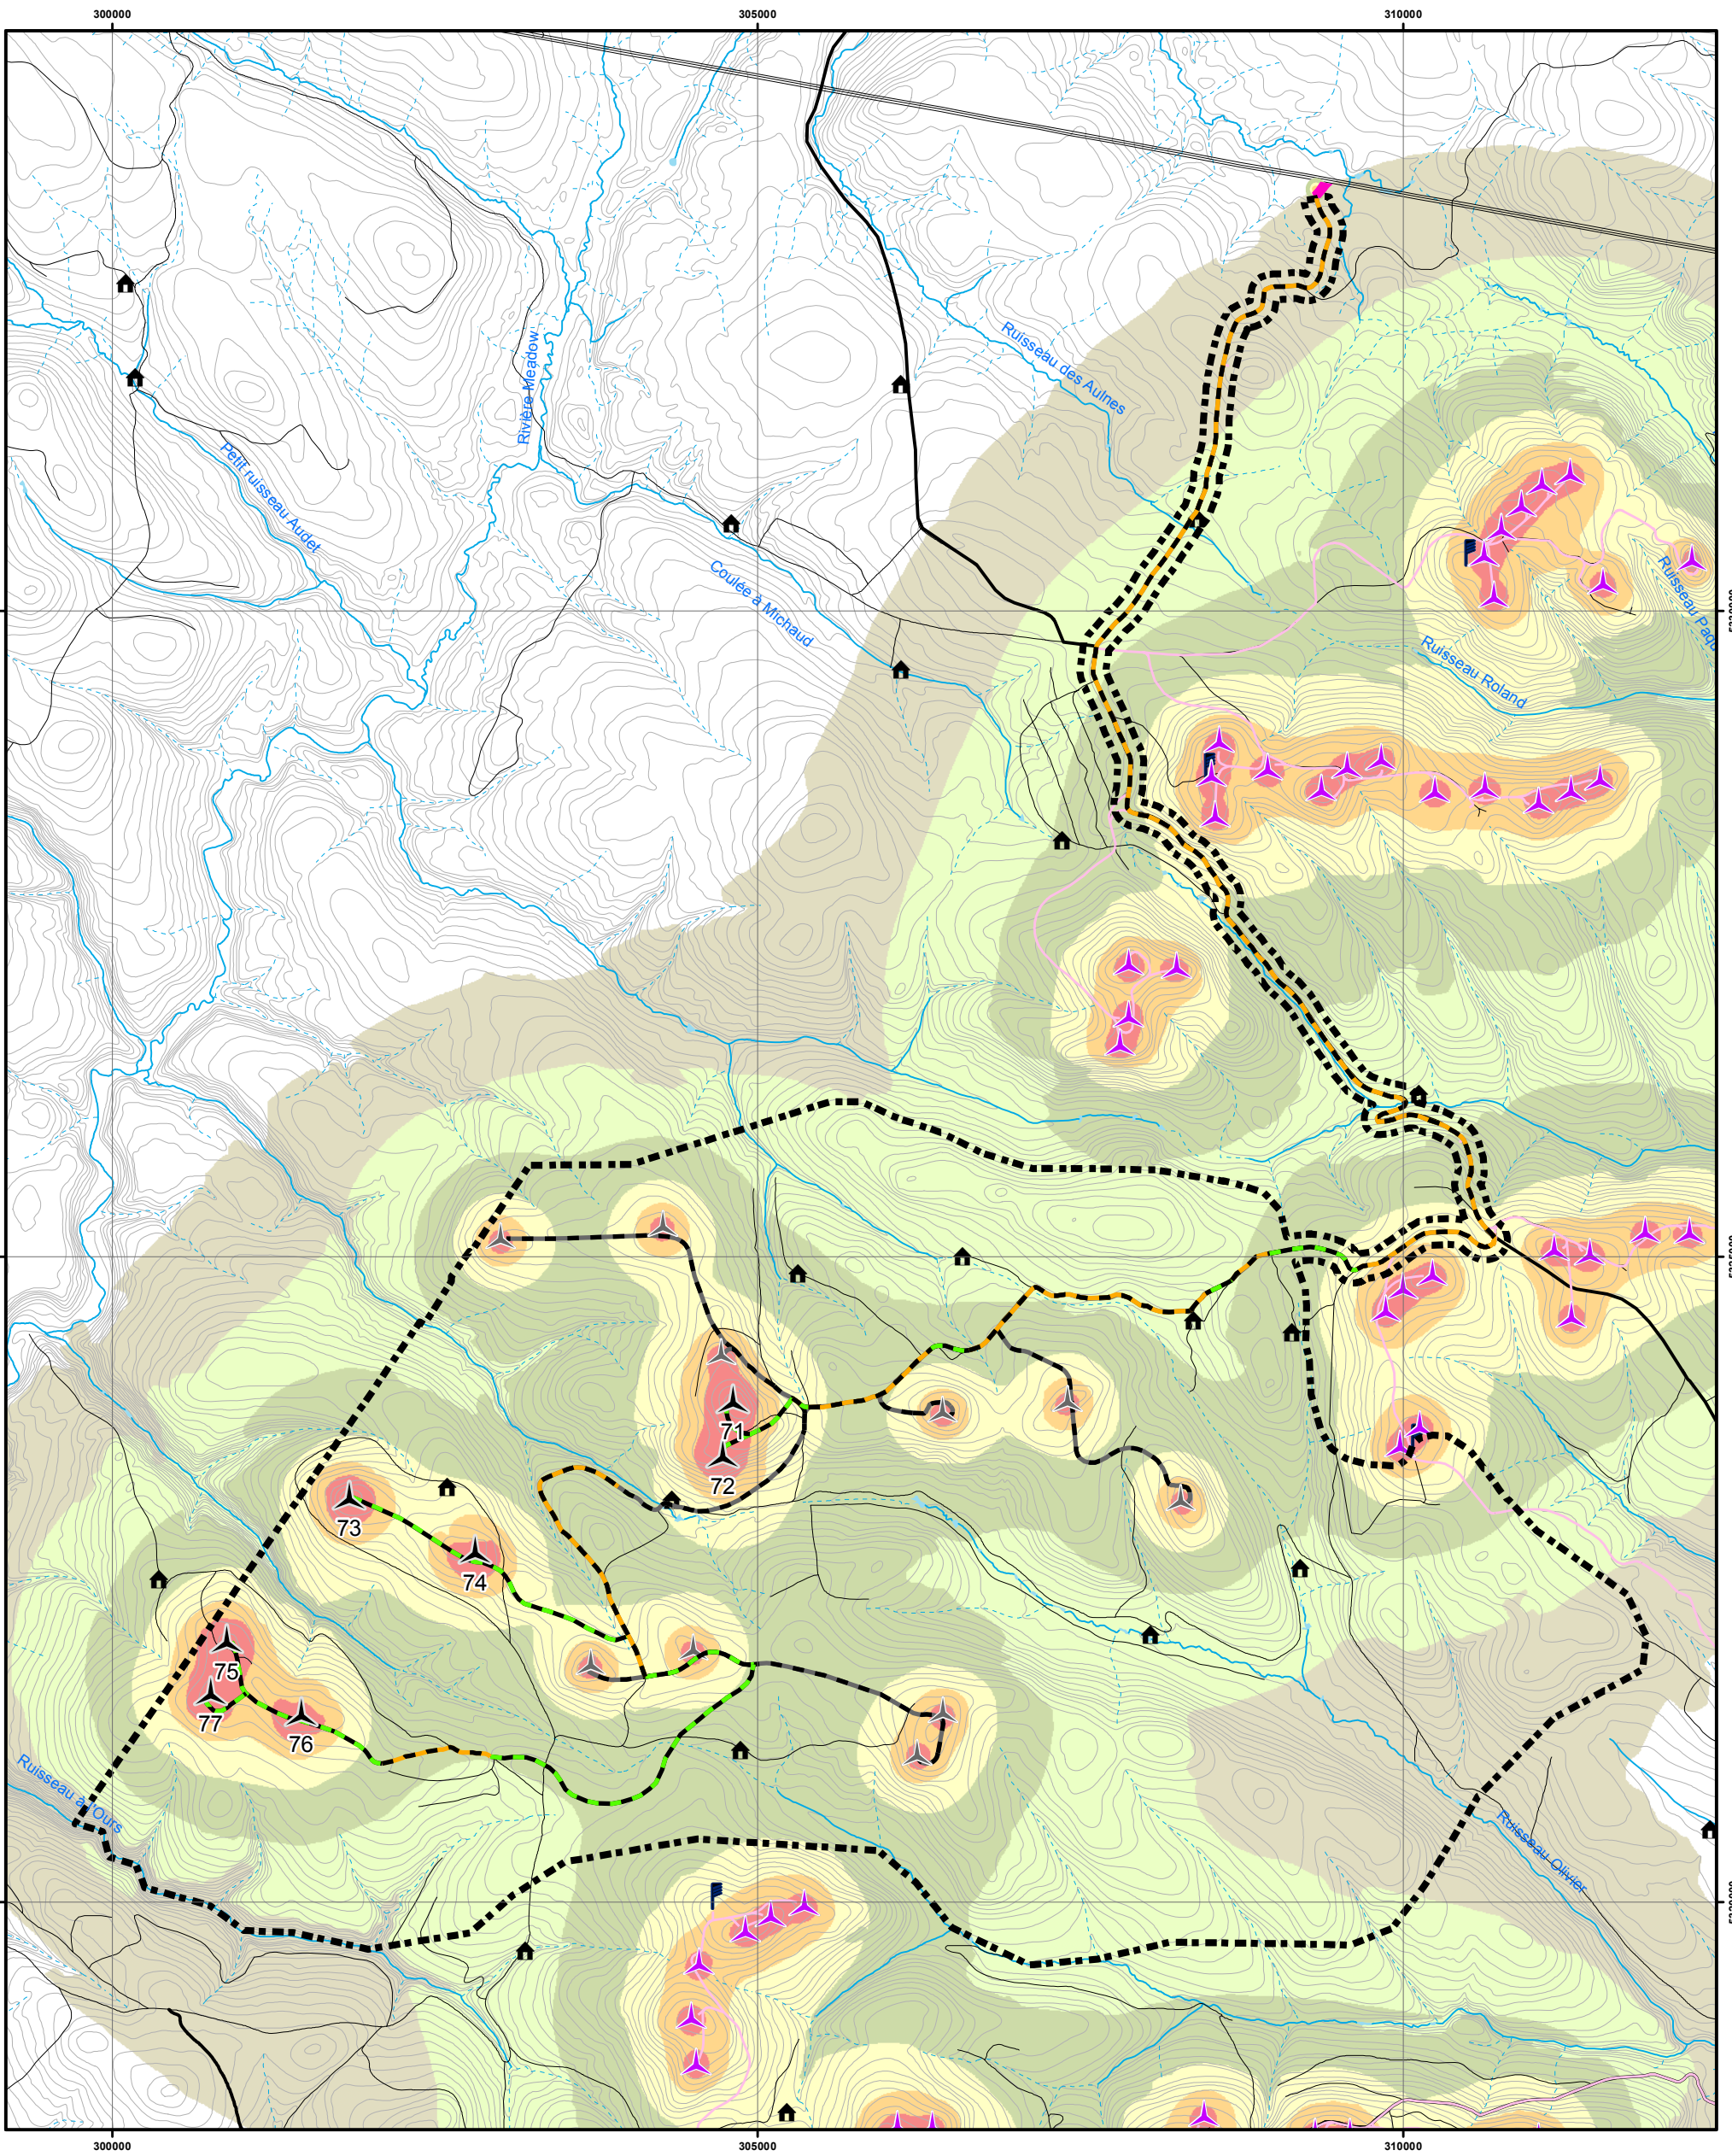 300000
305000
310000
Rivière Meadow
Ruisseau des Aulnes
Petit ruisseau Audet
Coulée à Michaud
Ruisseau Roland
71
72
73
74
75
77
76
Ruisseau à l'Ours
Ruisseau Olivier
300000
305000
310000